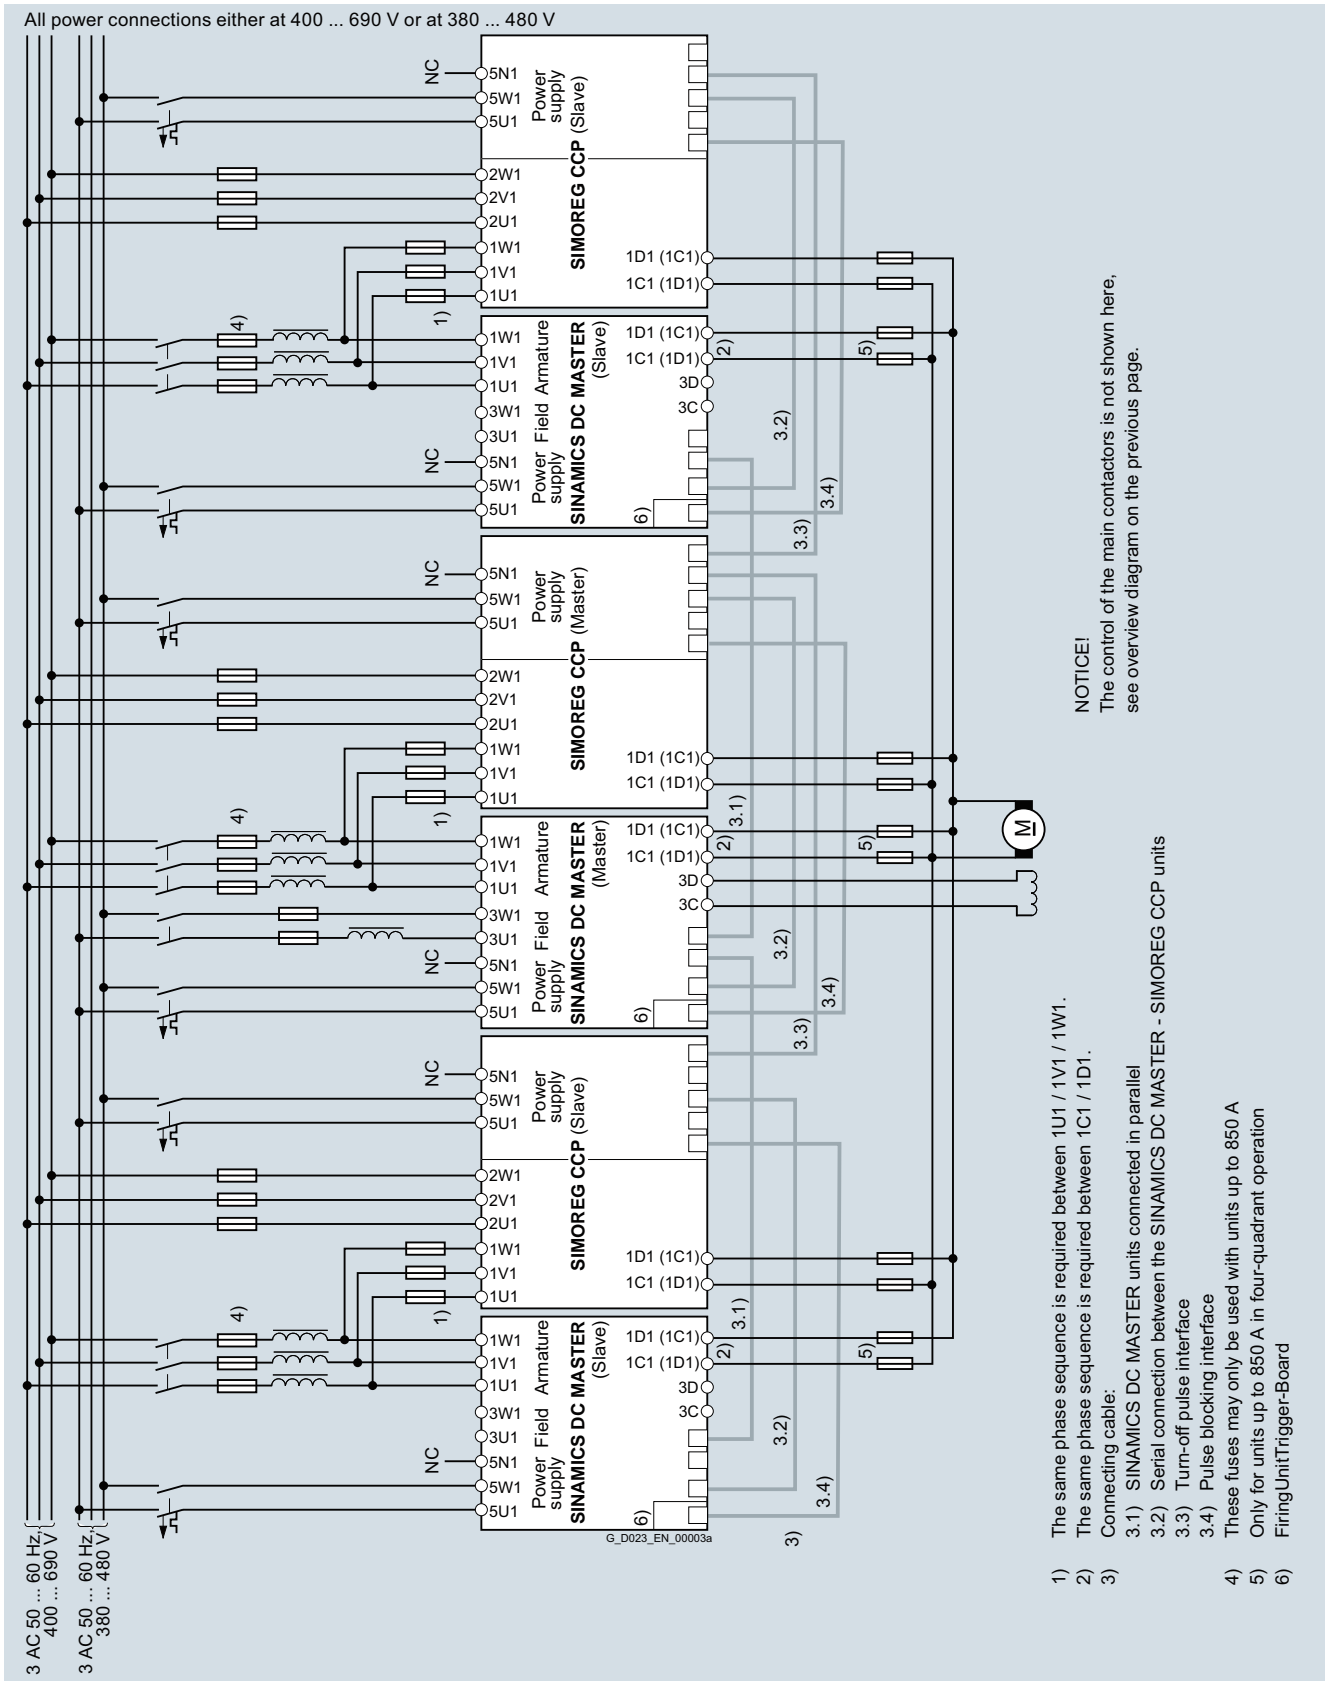 All power connections either at 400 ... 690 V or at 380 ... 480 V
NC
5N1
5W1
5U1
Power
supply
SIMOREG CCP (Slave)
2W1
2V1
2U1
1W1
1V1
1U1
1)
1D1 (1C1)
1C1 (1D1)
4)
1W1
1V1
1U1
3W1
3U1
NC
5N1
5W1
5U1
Armature
Field
Power
supply
SINAMICS DC MASTER
(Slave)
6)
1D1 (1C1)
1C1 (1D1)
3D
3C
2)
5)
3.2)
3.4)
3.3)
NC
5N1
5W1
5U1
Power
supply
SIMOREG CCP (Master)
2W1
2V1
2U1
1W1
1V1
1U1
1)
1D1 (1C1)
1C1 (1D1)
3.1)
4)
1W1
1V1
1U1
3W1
3U1
NC
5N1
5W1
5U1
Armature
Field
Power
supply
SINAMICS DC MASTER
(Master)
6)
1D1 (1C1)
1C1 (1D1)
3D
3C
2)
5)
M
3.2)
3.4)
3.3)
NC
5N1
5W1
5U1
Power
supply
SIMOREG CCP (Slave)
2W1
2V1
2U1
1W1
1V1
1U1
1)
1D1 (1C1)
1C1 (1D1)
3.1)
4)
1W1
1V1
1U1
3W1
3U1
NC
5N1
5W1
5U1
Armature
Field
Power
supply
SINAMICS DC MASTER
(Slave)
6)
1D1 (1C1)
1C1 (1D1)
3D
3C
2)
5)
3.2)
3.4)
3)
G_D023_EN_00003a
3 AC 50 ... 60 Hz,
400 ... 690 V
3 AC 50 ... 60 Hz,
380 ... 480 V
NOTICE!
The control of the main contactors is not shown here,
see overview diagram on the previous page.
1) The same phase sequence is required between 1U1 / 1V1 / 1W1.
2) The same phase sequence is required between 1C1 / 1D1.
3) Connecting cable:
3.1) SINAMICS DC MASTER units connected in parallel
3.2) Serial connection between the SINAMICS DC MASTER - SIMOREG CCP units
3.3) Turn-off pulse interface
3.4) Pulse blocking interface
4) These fuses may only be used with units up to 850 A
5) Only for units up to 850 A in four-quadrant operation
6) FiringUnitTrigger-Board